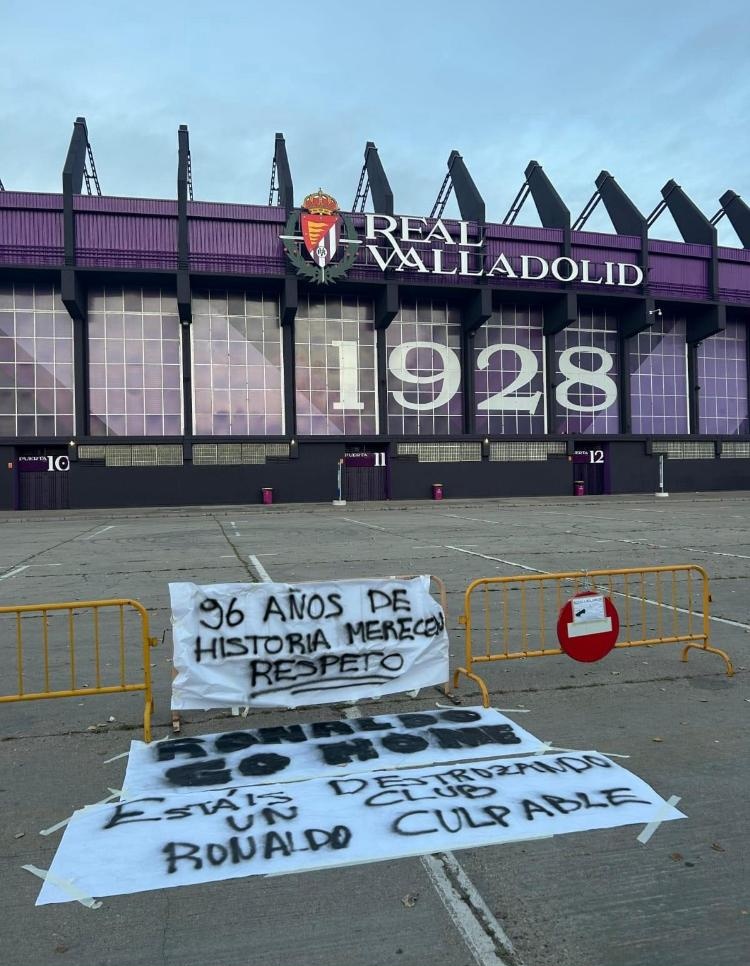 REAL
VALLADOLID
1928
PUERTA 10
PUERTA 11
PUERTA 12
96 AÑOS DE
HISTORIA MERECEN
RESPETO
RONALDO
GO HOME
ESTÁIS DESTROZANDO
UN CLUB
RONALDO CULPABLE